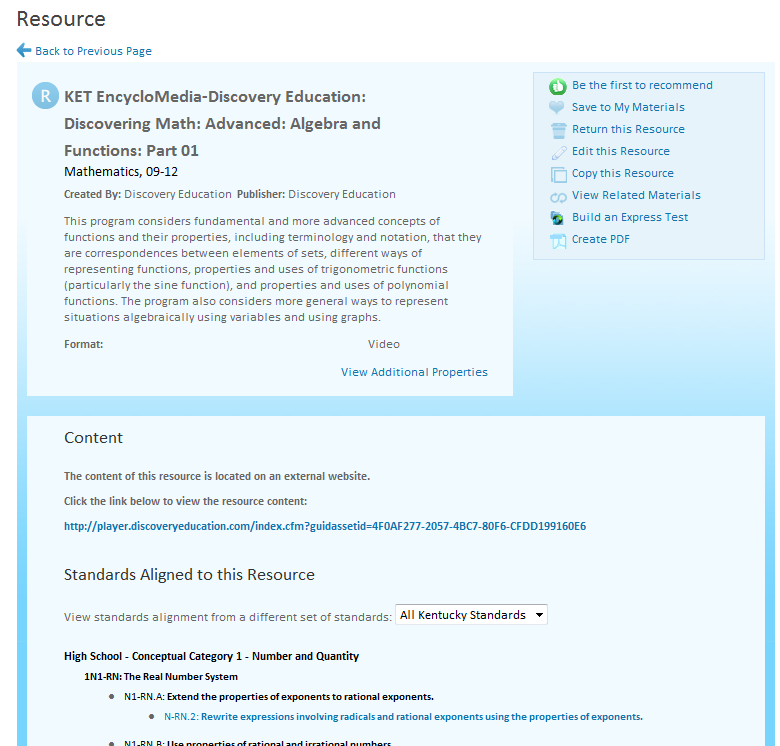 Resource
Back to Previous Page
R
KET EncycloMedia-Discovery Education:
Discovering Math: Advanced: Algebra and
Functions: Part 01
Mathematics, 09-12
Created By: Discovery Education Publisher: Discovery Education
This program considers fundamental and more advanced concepts of
functions and their properties, including terminology and notation, that they
are correspondences between elements of sets, different ways of
representing functions, properties and uses of trigonometric functions
(particularly the sine function), and properties and uses of polynomial
functions. The program also considers more general ways to represent
situations algebraically using variables and using graphs.
Format: Video
View Additional Properties
Be the first to recommend
Save to My Materials
Return this Resource
Edit this Resource
Copy this Resource
View Related Materials
Build an Express Test
Create PDF
Content
The content of this resource is located on an external website.
Click the link below to view the resource content:
http://player.discoveryeducation.com/index.cfm?guidassetid=4F0AF277-2057-4BC7-80F6-CFDD199160E6
Standards Aligned to this Resource
View standards alignment from a different set of standards: All Kentucky Standards
High School - Conceptual Category 1 - Number and Quantity
1N1-RN: The Real Number System
N1-RN.A: Extend the properties of exponents to rational exponents.
N-RN.2: Rewrite expressions involving radicals and rational exponents using the properties of exponents.
N1-RN.B: Use properties of rational and irrational numbers.